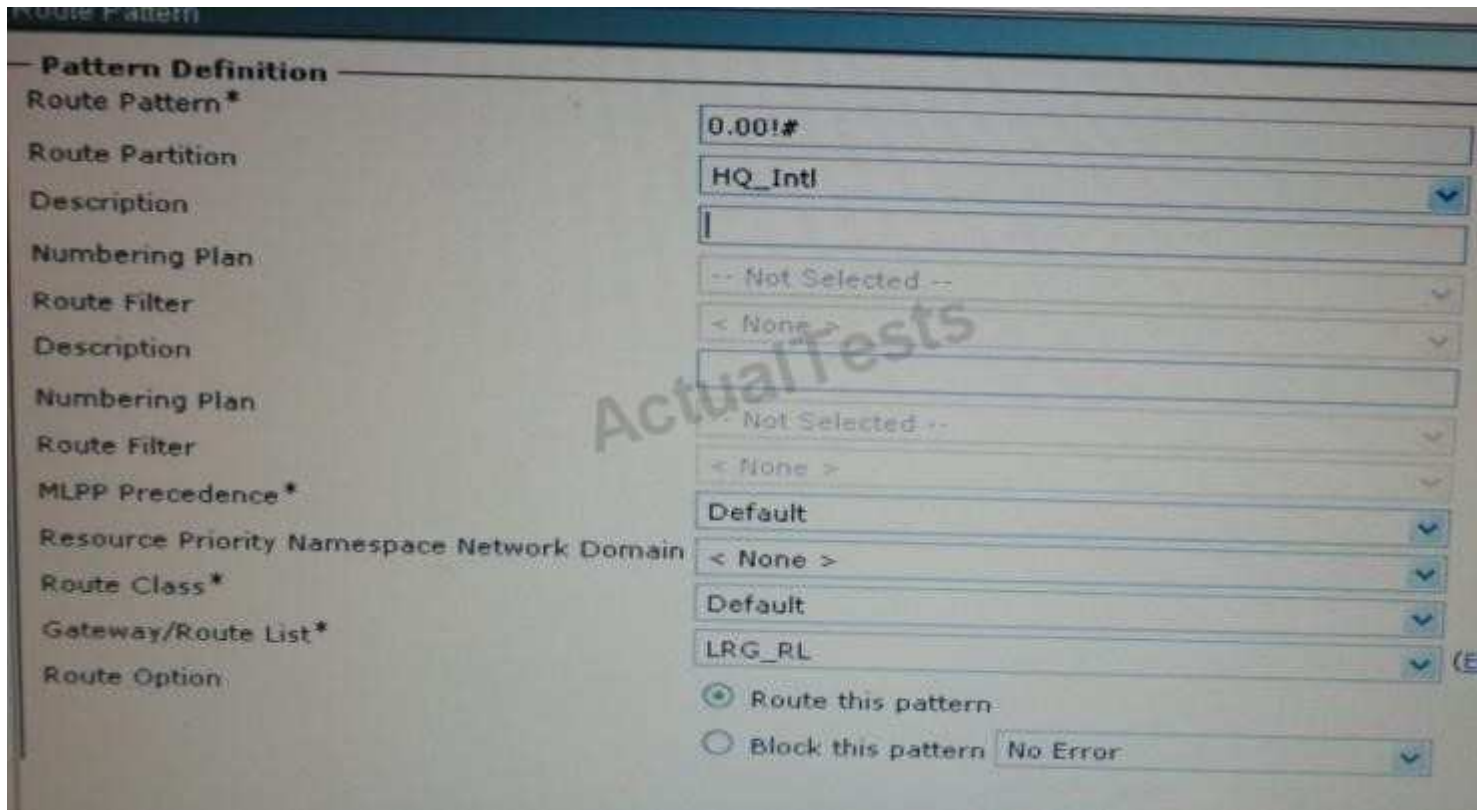 Route Pattern
Pattern Definition
Route Pattern*
0.00!#
Route Partition
HQ_Intl
Description
Numbering Plan
-- Not Selected --
Route Filter
< None >
Description
Numbering Plan
-- Not Selected --
Route Filter
< None >
MLPP Precedence*
Default
Resource Priority Namespace Network Domain
< None >
Route Class*
Default
Gateway/Route List*
LRG_RL
(E
Route Option
Route this pattern
Block this pattern
No Error
ActualTests